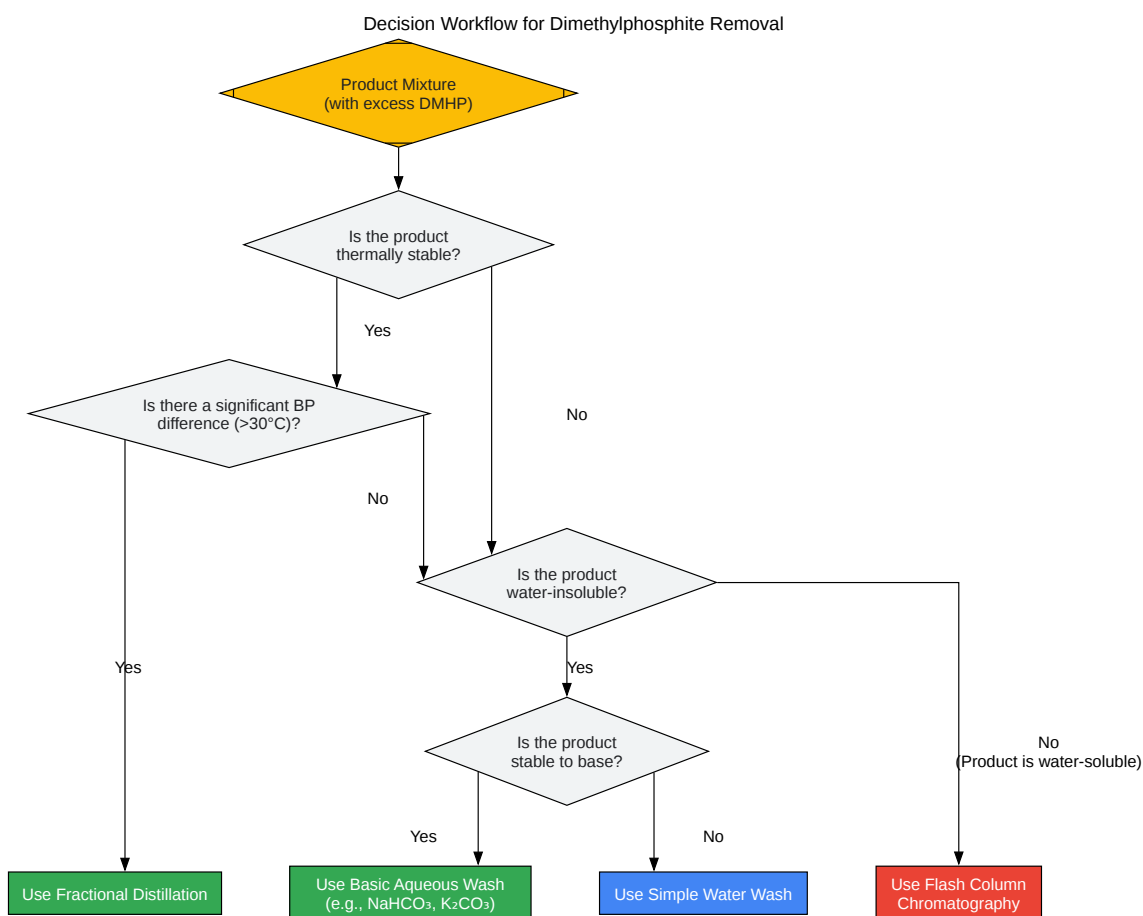 Decision Workflow for Dimethylphosphite Removal
Product Mixture
(with excess DMHP)
Is the product
thermally stable?
Yes
No
Is there a significant BP
difference (>30°C)?
No
Is the product
water-insoluble?
Yes
Yes
Is the product
stable to base?
No
(Product is water-soluble)
Yes
No
Use Fractional Distillation
Use Basic Aqueous Wash
(e.g., NaHCO₃, K₂CO₃)
Use Simple Water Wash
Use Flash Column
Chromatography